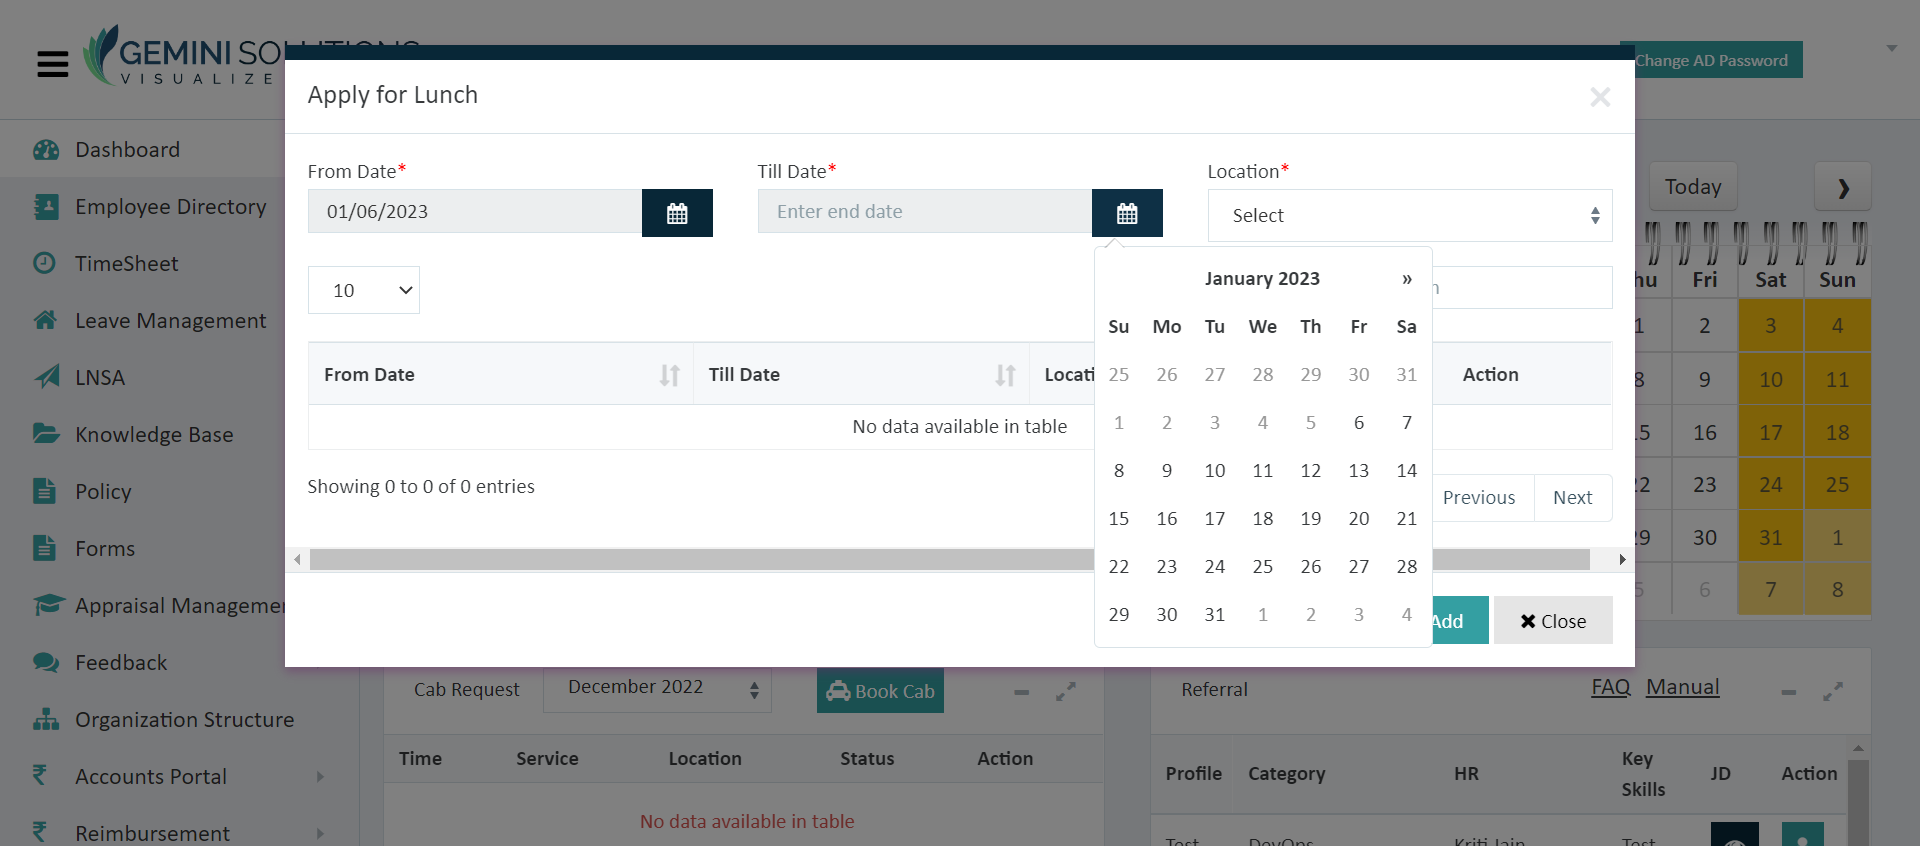 GEMINI SOLUTIONS
VISUALIZE
Change AD Password
Apply for Lunch
×
Dashboard
Employee Directory
TimeSheet
Leave Management
LNSA
Knowledge Base
Policy
Forms
Appraisal Managemen
Feedback
Organization Structure
Accounts Portal
Reimbursement
From Date*
Till Date*
Location*
01/06/2023
Enter end date
Select
10
From Date
Till Date
Locati
Action
No data available in table
Showing 0 to 0 of 0 entries
Previous
Next
Add
Close
January 2023 »
Su Mo Tu We Th Fr Sa
25 26 27 28 29 30 31
1 2 3 4 5 6 7
8 9 10 11 12 13 14
15 16 17 18 19 20 21
22 23 24 25 26 27 28
29 30 31 1 2 3 4
Today
hu Fri Sat Sun
1 2 3 4
8 9 10 11
5 16 17 18
22 23 24 25
29 30 31 1
5 6 7 8
Cab Request
December 2022
Book Cab
Time Service Location Status Action
No data available in table
Referral
FAQ Manual
Profile Category HR Key Skills JD Action
Test DevOps Kriti Jain Test